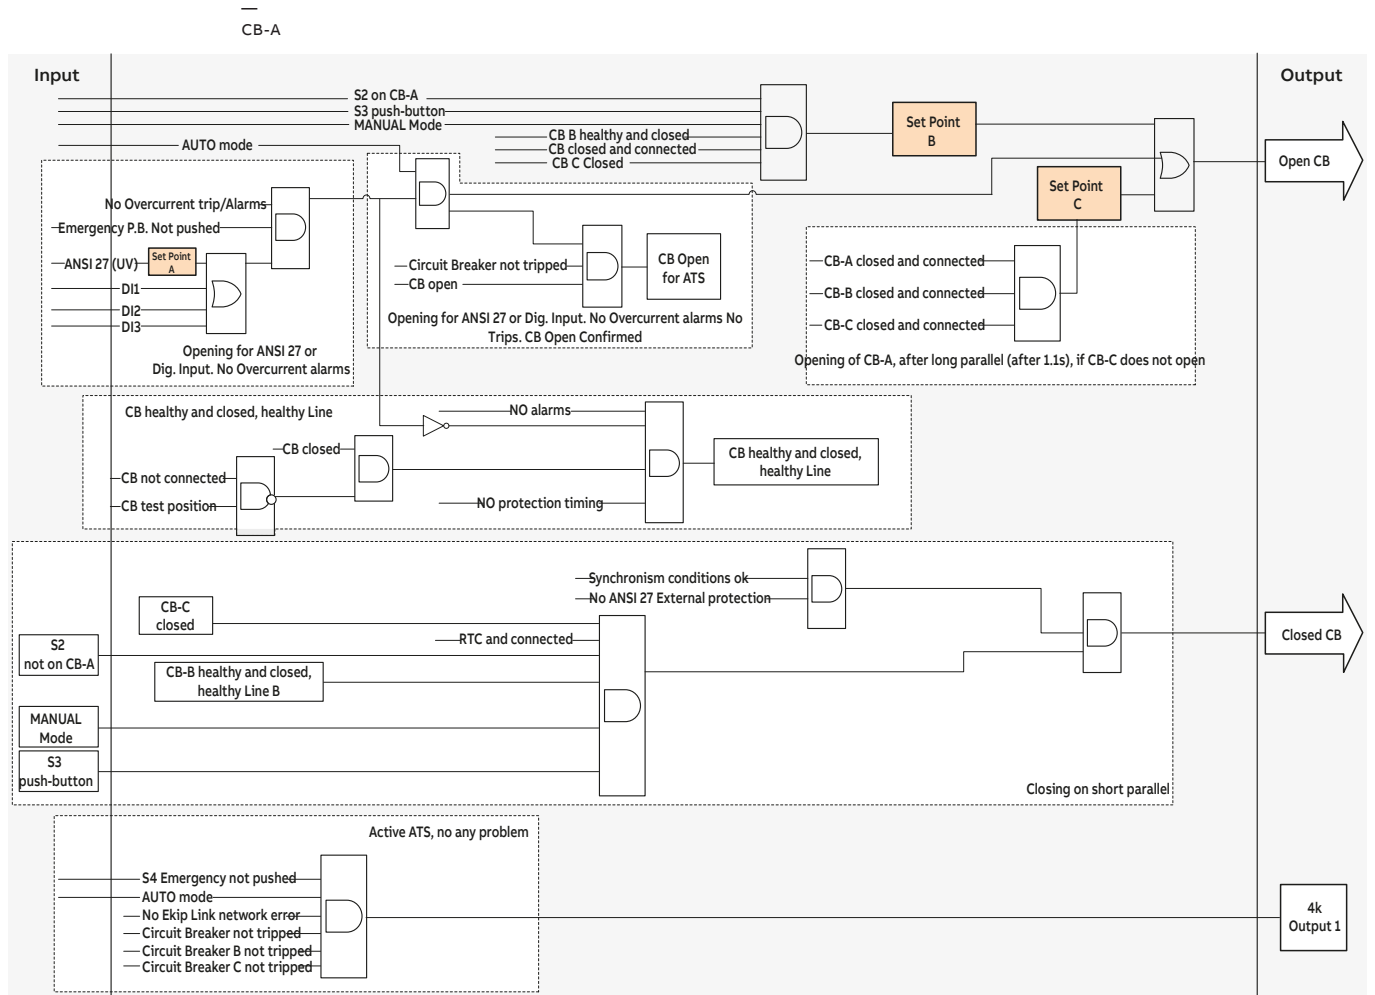 CB-A
Input
Output
S2 on CB-A
S3 push-button
MANUAL Mode
AUTO mode
CB B healthy and closed
CB closed and connected
CB C Closed
Set Point
B
Open CB
No Overcurrent trip/Alarms
Emergency P.B. Not pushed
ANSI 27 (UV)
Set Point
A
DI1
DI2
DI3
Opening for ANSI 27 or
Dig. Input. No Overcurrent alarms
Circuit Breaker not tripped
CB open
CB Open
for ATS
Opening for ANSI 27 or Dig. Input. No Overcurrent alarms No
Trips. CB Open Confirmed
Set Point
C
CB-A closed and connected
CB-B closed and connected
CB-C closed and connected
Opening of CB-A, after long parallel (after 1.1s), if CB-C does not open
CB healthy and closed, healthy Line
NO alarms
CB closed
CB not connected
CB test position
NO protection timing
CB healthy and closed,
healthy Line
Synchronism conditions ok
No ANSI 27 External protection
CB-C
closed
RTC and connected
S2
not on CB-A
CB-B healthy and closed,
healthy Line B
MANUAL
Mode
S3
push-button
Closed CB
Closing on short parallel
Active ATS, no any problem
S4 Emergency not pushed
AUTO mode
No Ekip Link network error
Circuit Breaker not tripped
Circuit Breaker B not tripped
Circuit Breaker C not tripped
4k
Output 1